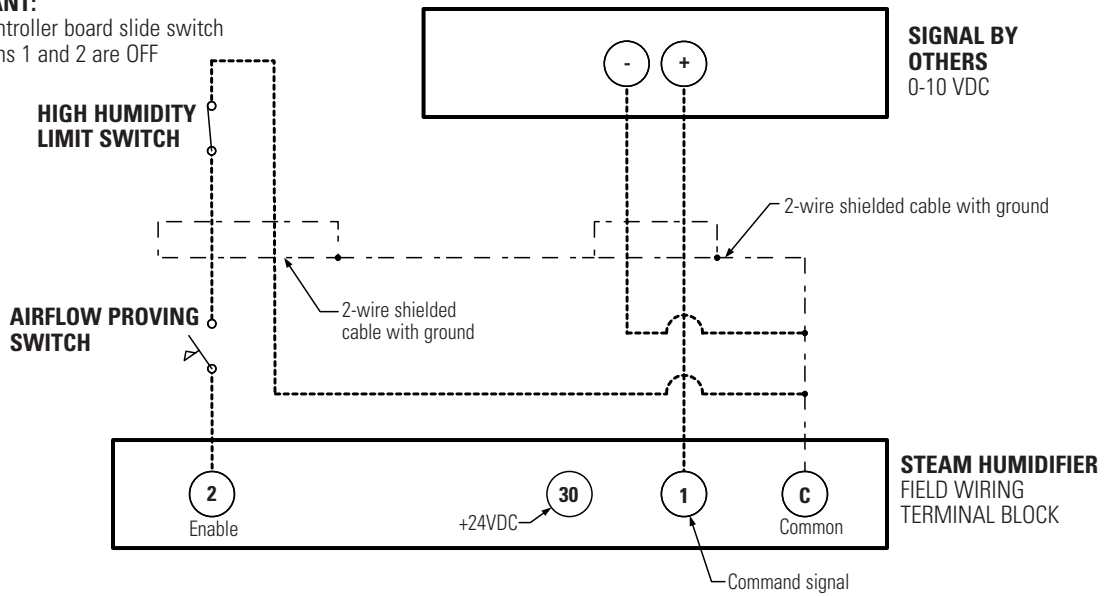 ntroller board slide switch
ns 1 and 2 are OFF
SIGNAL BY
OTHERS
0-10 VDC
-
+
HIGH HUMIDITY
LIMIT SWITCH
2-wire shielded cable with ground
2-wire shielded
cable with ground
AIRFLOW PROVING
SWITCH
2
Enable
+24VDC
30
1
C
Common
STEAM HUMIDIFIER
FIELD WIRING
TERMINAL BLOCK
Command signal